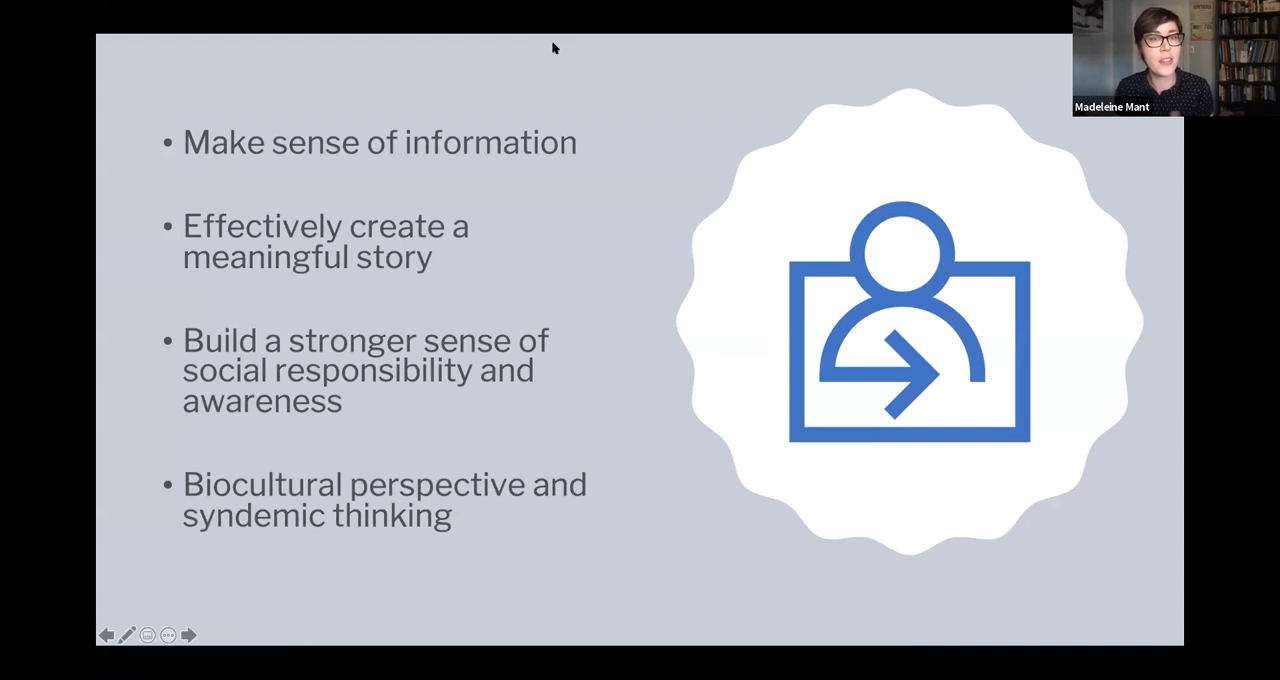 Madeleine Mant
• Make sense of information
• Effectively create a
meaningful story
• Build a stronger sense of
social responsibility and
awareness
• Biocultural perspective and
syndemic thinking